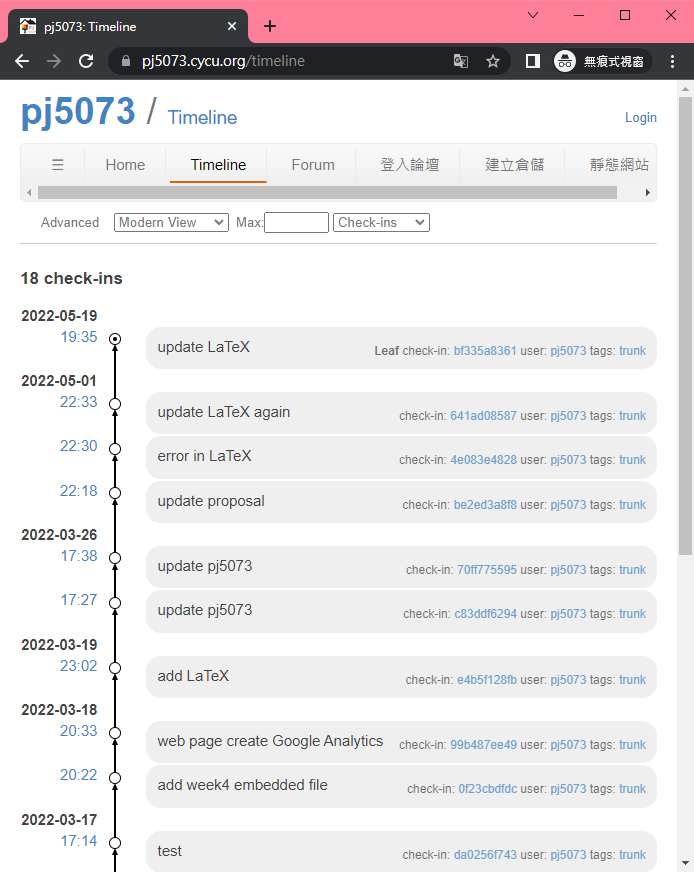 pj5073: Timeline
pj5073.cycu.org/timeline
無痕式視窗
pj5073 / Timeline
Login
☰ Home Timeline Forum 登入論壇 建立倉儲 靜態網站
Advanced Modern View Max: Check-ins
18 check-ins
2022-05-19
19:35 update LaTeX Leaf check-in: bf335a8361 user: pj5073 tags: trunk
2022-05-01
22:33 update LaTeX again check-in: 641ad08587 user: pj5073 tags: trunk
22:30 error in LaTeX check-in: 4e083e4828 user: pj5073 tags: trunk
22:18 update proposal check-in: be2ed3a8f8 user: pj5073 tags: trunk
2022-03-26
17:38 update pj5073 check-in: 70ff775595 user: pj5073 tags: trunk
17:27 update pj5073 check-in: c83ddf6294 user: pj5073 tags: trunk
2022-03-19
23:02 add LaTeX check-in: e4b5f128fb user: pj5073 tags: trunk
2022-03-18
20:33 web page create Google Analytics check-in: 99b487ee49 user: pj5073 tags: trunk
20:22 add week4 embedded file check-in: 0f23cbdfdc user: pj5073 tags: trunk
2022-03-17
17:14 test check-in: da0256f743 user: pj5073 tags: trunk